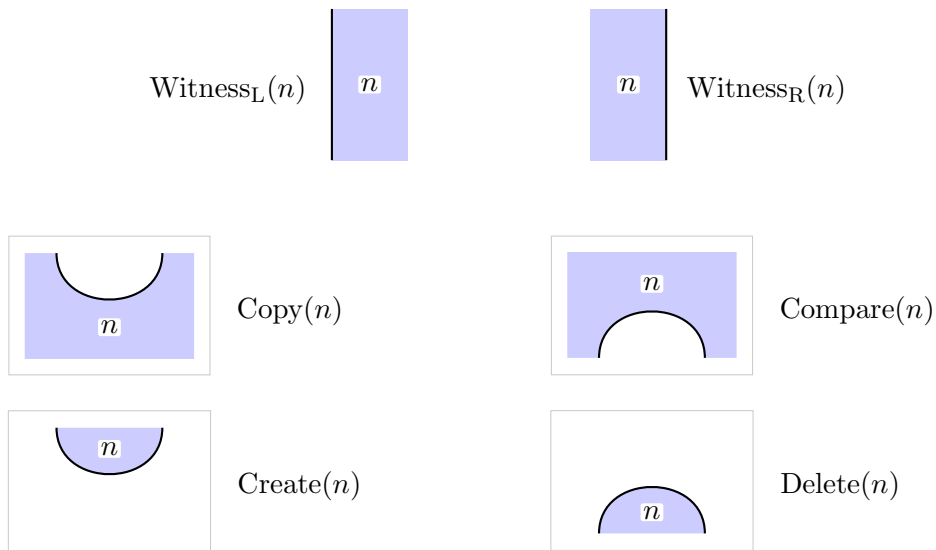 Witness_L(n) n n Witness_R(n)
n Copy(n) n Compare(n)
n Create(n) n Delete(n)